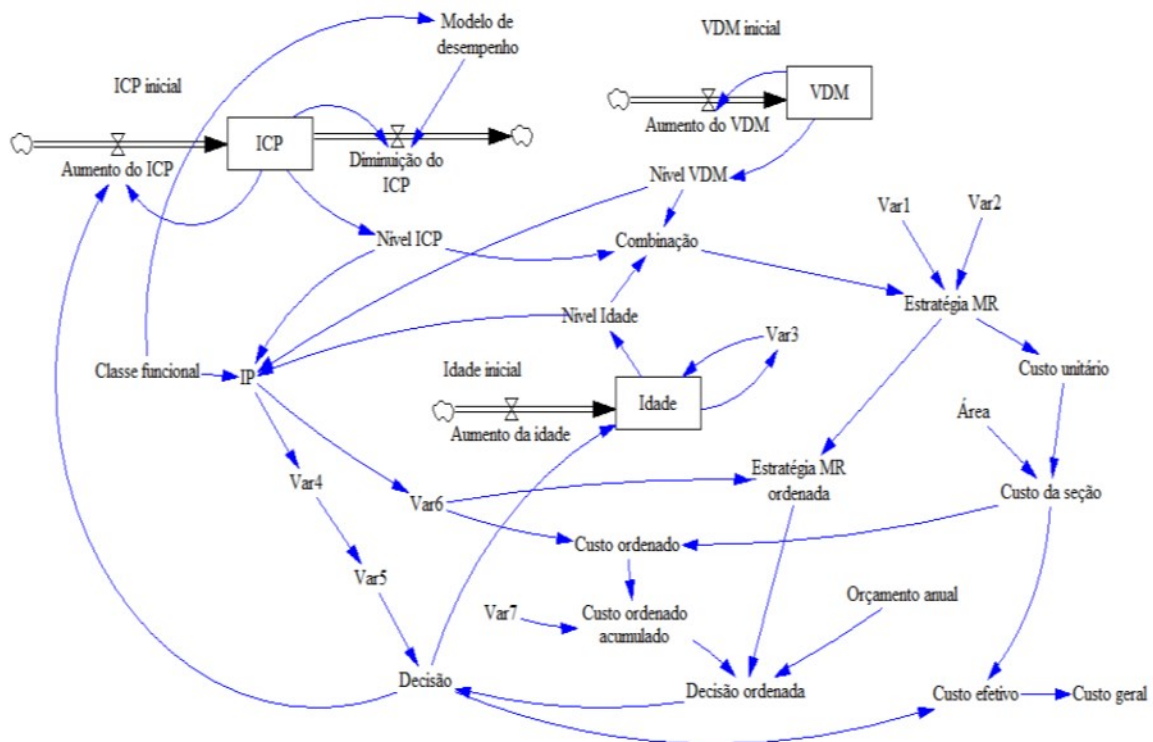 Modelo de
desempenho
VDM inicial
ICP inicial
VDM
Aumento do VDM
ICP
Aumento do ICP
Diminuição do
ICP
Nivel VDM
Var1
Var2
Nivel ICP
Combinação
Estratégia MR
Nivel Idade
Var3
Classe funcional
IP
Idade inicial
Custo unitário
Idade
Área
Aumento da idade
Estratégia MR
ordenada
Var4
Var6
Custo da seção
Custo ordenado
Var5
Orçamento anual
Var7
Custo ordenado
acumulado
Decisão
Decisão ordenada
Custo efetivo
Custo geral